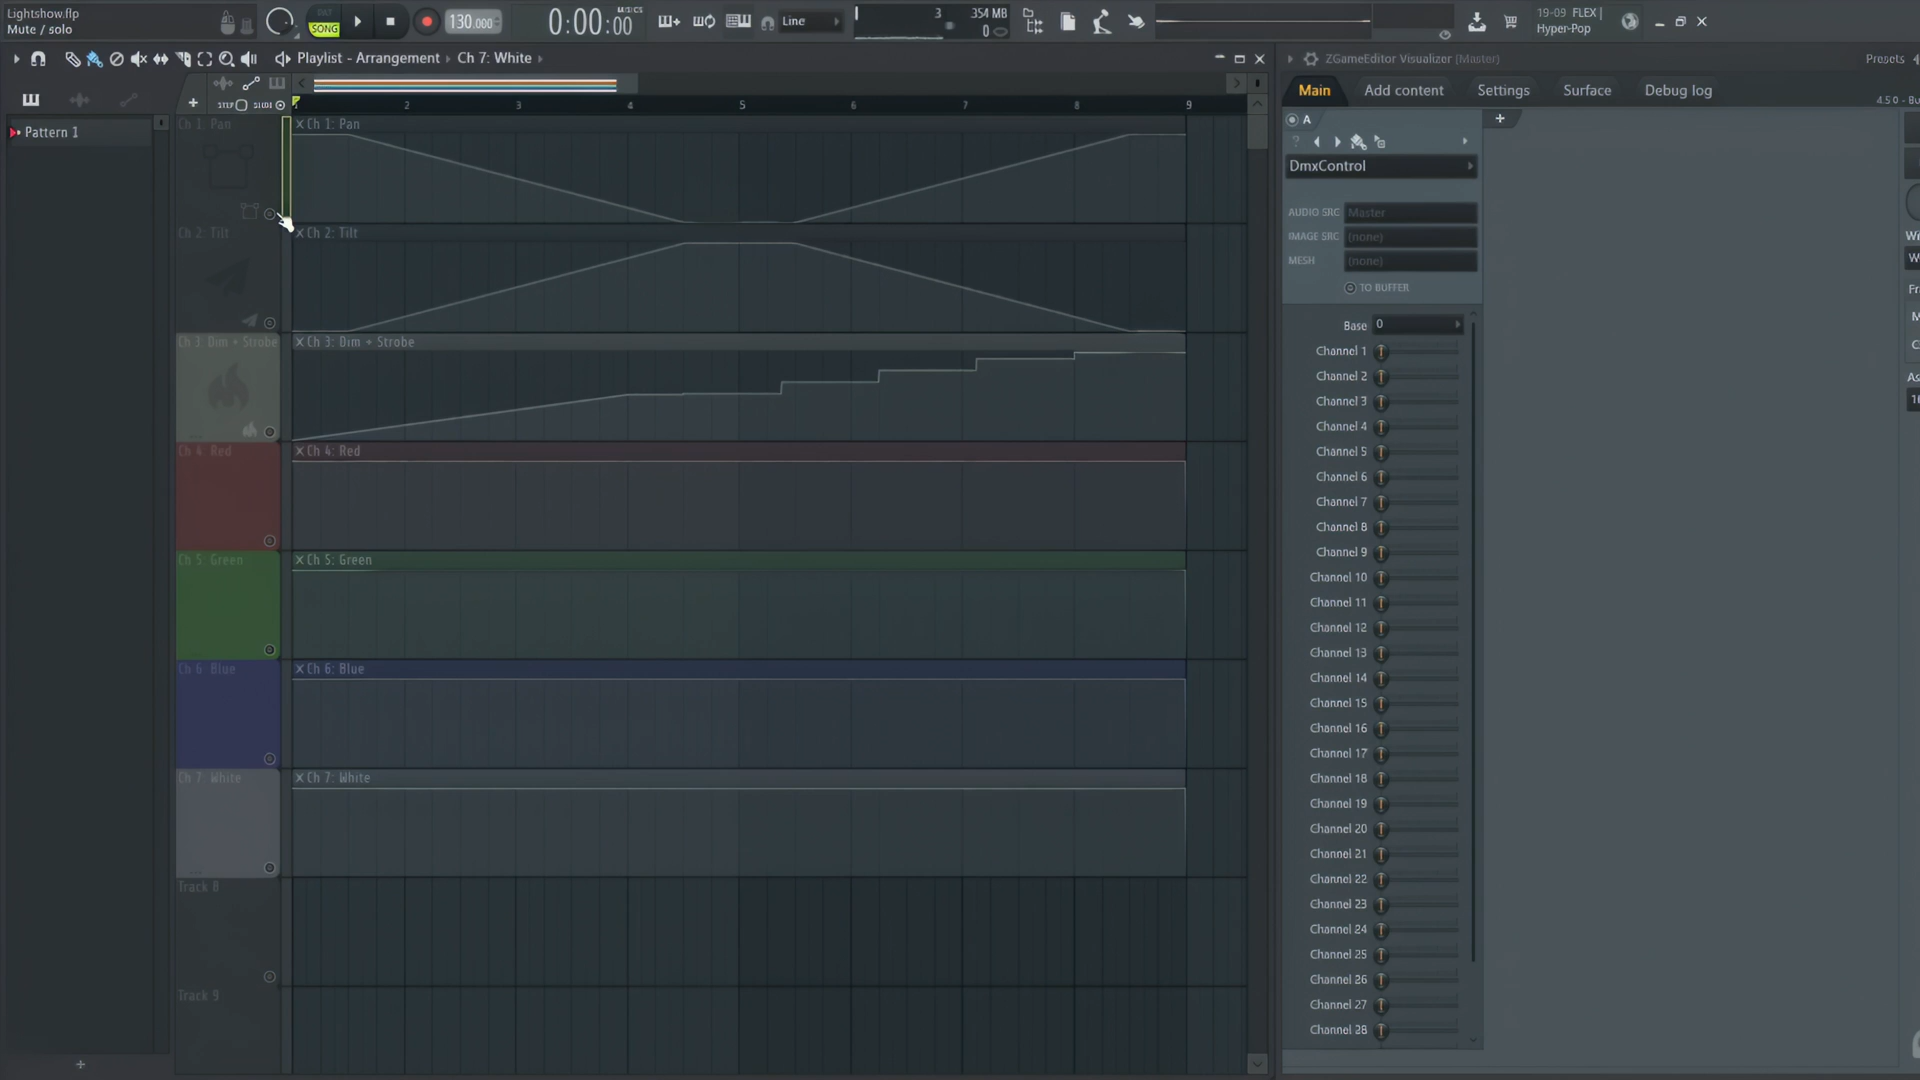 Lightshow.flp
Mute / solo
PAT
SONG
130.000
0:00:00
M:S:CS
Line
3
354 MB
0
19-09 FLEX |
Hyper-Pop
Playlist - Arrangement
Ch 7: White
ZGameEditor Visualizer (Master)
Presets
Main
Add content
Settings
Surface
Debug log
STEP
SLIDE
2
3
4
5
6
7
8
9
Pattern 1
Ch 1: Pan
Ch 1: Pan
Ch 2: Tilt
Ch 2: Tilt
Ch 3: Dim + Strobe
Ch 3: Dim + Strobe
Ch 4: Red
Ch 4: Red
Ch 5: Green
Ch 5: Green
Ch 6: Blue
Ch 6: Blue
Ch 7: White
Ch 7: White
Track 8
Track 9
A
DmxControl
AUDIO SRC Master
IMAGE SRC (none)
MESH (none)
TO BUFFER
Base 0
Channel 1
Channel 2
Channel 3
Channel 4
Channel 5
Channel 6
Channel 7
Channel 8
Channel 9
Channel 10
Channel 11
Channel 12
Channel 13
Channel 14
Channel 15
Channel 16
Channel 17
Channel 18
Channel 19
Channel 20
Channel 21
Channel 22
Channel 23
Channel 24
Channel 25
Channel 26
Channel 27
Channel 28